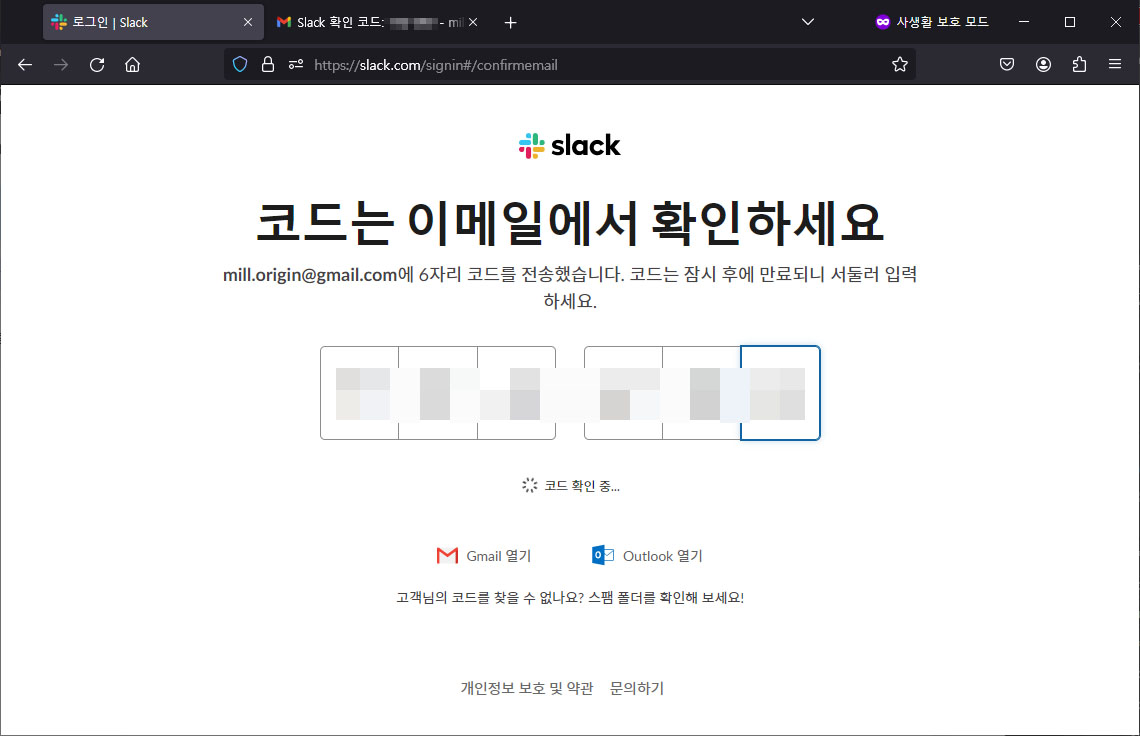 로그인 | Slack
Slack 확인 코드: - mil
사생활 보호 모드
https://slack.com/signin#/confirmemail
slack
코드는 이메일에서 확인하세요
mill.origin@gmail.com에 6자리 코드를 전송했습니다. 코드는 잠시 후에 만료되니 서둘러 입력
하세요.
코드 확인 중...
Gmail 열기 Outlook 열기
고객님의 코드를 찾을 수 없나요? 스팸 폴더를 확인해 보세요!
개인정보 보호 및 약관 문의하기